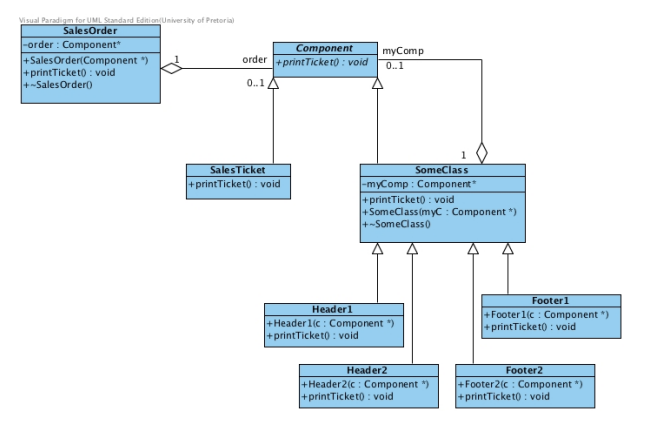 Visual Paradigm for UML Standard Edition(University of Pretoria)
SalesOrder
-order : Component*
+SalesOrder(Component *)
+printTicket() : void
+~SalesOrder()
1
order
0..1
Component
+printTicket() : void
myComp
0..1
SalesTicket
+printTicket() : void
1
SomeClass
-myComp : Component*
+printTicket() : void
+SomeClass(myC : Component *)
+~SomeClass()
Header1
+Header1(c : Component *)
+printTicket() : void
Footer1
+Footer1(c : Component *)
+printTicket() : void
Header2
+Header2(c : Component *)
+printTicket() : void
Footer2
+Footer2(c : Component *)
+printTicket() : void